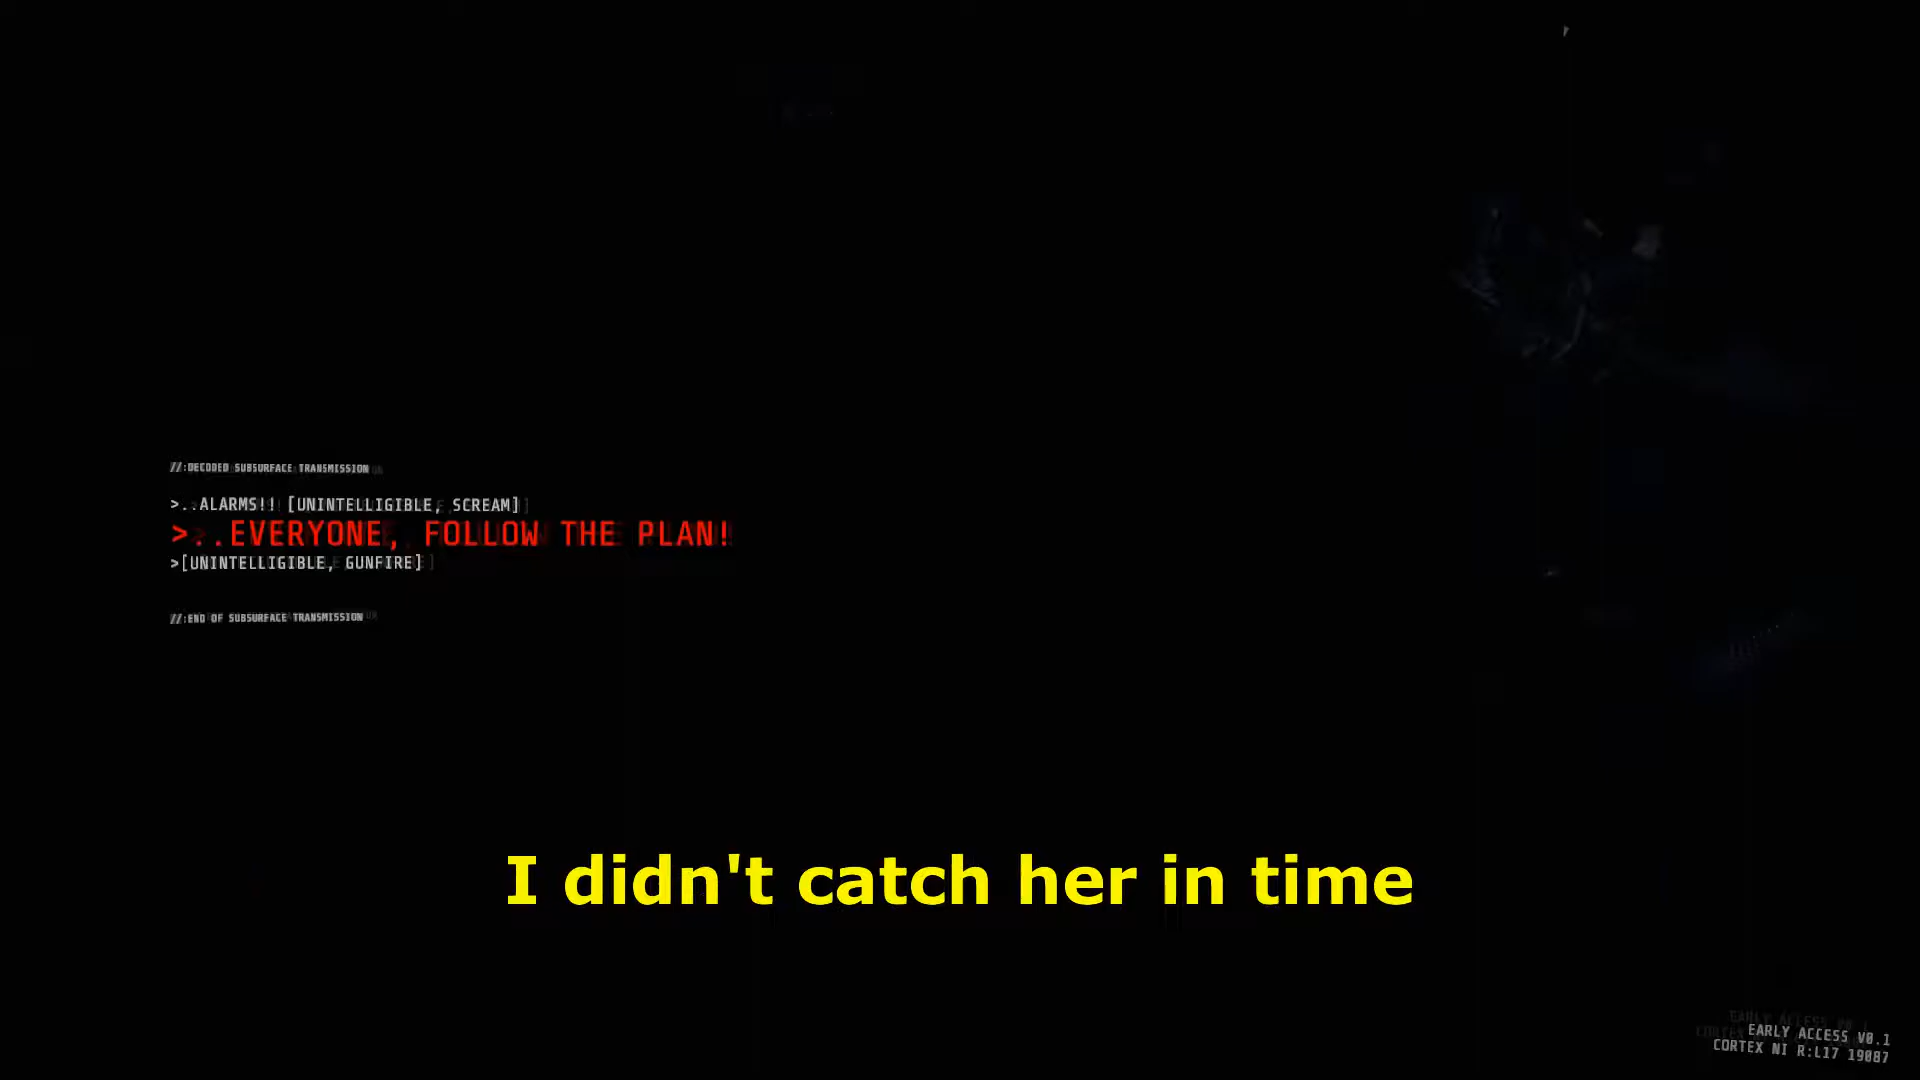 //:DECODED SUBSURFACE TRANSMISSION
>..ALARMS!! [UNINTELLIGIBLE, SCREAM]
>..EVERYONE, FOLLOW THE PLAN!
>[UNINTELLIGIBLE, GUNFIRE]
//:END OF SUBSURFACE TRANSMISSION
I didn't catch her in time
EARLY ACCESS V0.1
CORTEX NI R:L17 19087